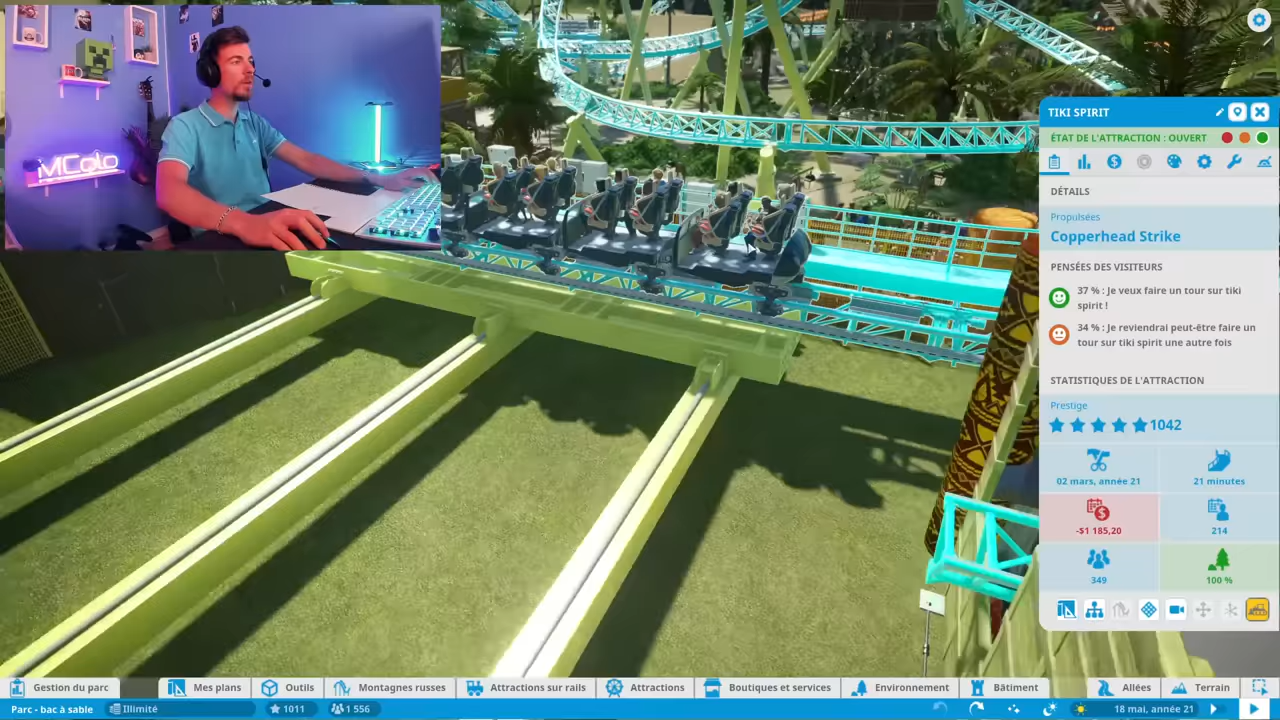 MColo
TIKI SPIRIT
ÉTAT DE L'ATTRACTION : OUVERT
DÉTAILS
Propulsées
Copperhead Strike
PENSÉES DES VISITEURS
37 % : Je veux faire un tour sur tiki
spirit !
34 % : Je reviendrai peut-être faire un
tour sur tiki spirit une autre fois
STATISTIQUES DE L'ATTRACTION
Prestige
1042
02 mars, année 21
21 minutes
-$1 185,20
214
349
100 %
Gestion du parc
Mes plans
Outils
Montagnes russes
Attractions sur rails
Attractions
Boutiques et services
Environnement
Bâtiment
Allées
Terrain
Parc - bac à sable
Illimité
1011
1 556
18 mai, année 21